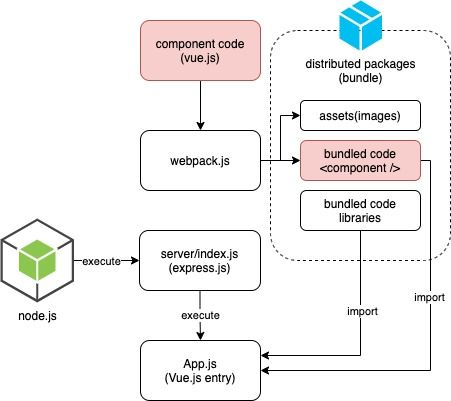 component code
(vue.js)
distributed packages
(bundle)
assets(images)
webpack.js
bundled code
<component />
bundled code
libraries
server/index.js
(express.js)
execute
node.js
execute
import
import
App.js
(Vue.js entry)